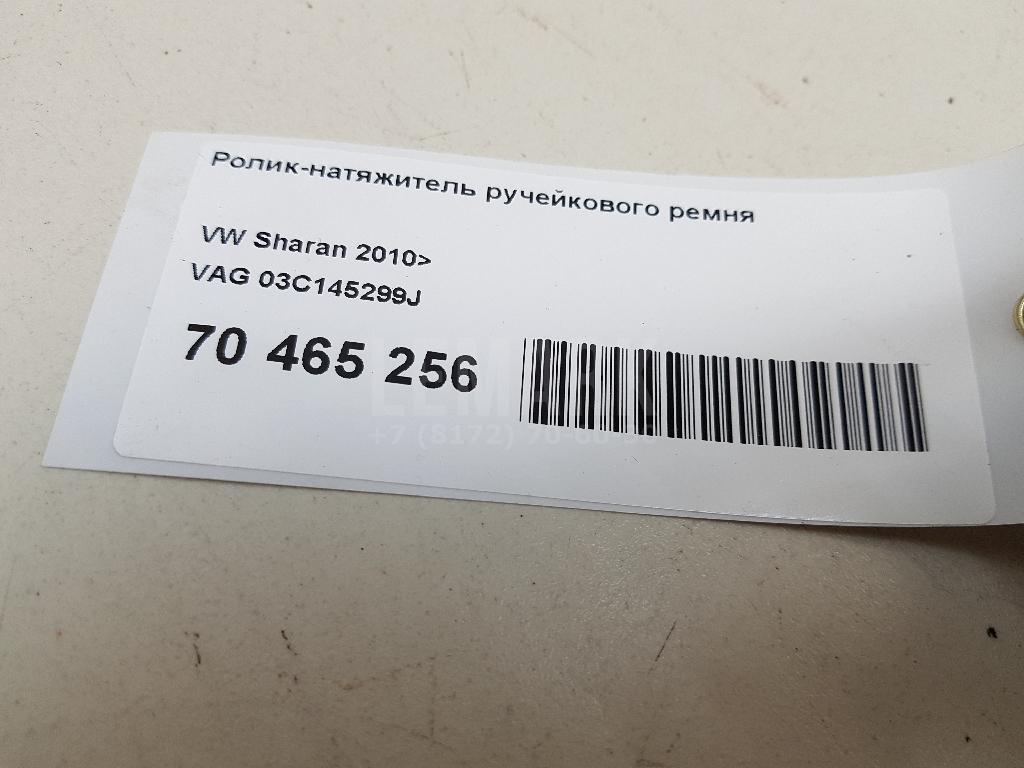 Ролик-натяжитель ручейкового ремня
VW Sharan 2010>
VAG 03C145299J
70 465 256